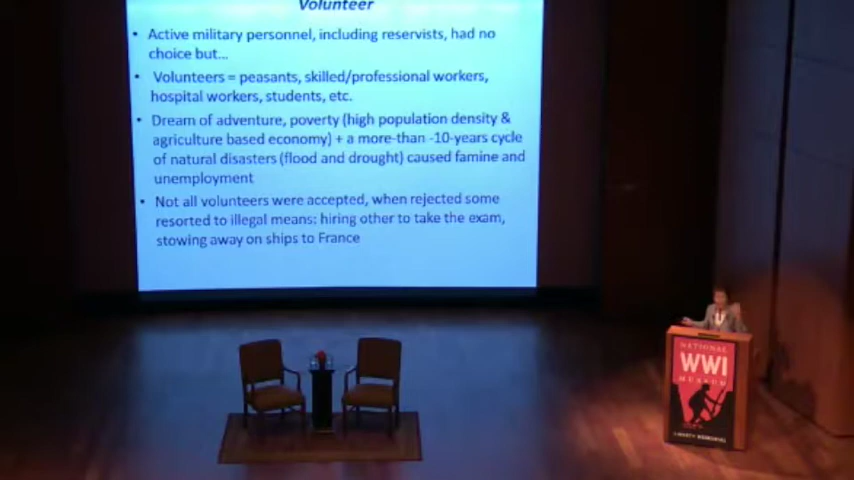 Volunteer
• Active military personnel, including reservists, had no
choice but...
• Volunteers = peasants, skilled/professional workers,
hospital workers, students, etc.
• Dream of adventure, poverty (high population density &
agriculture based economy) + a more-than -10-years cycle
of natural disasters (flood and drought) caused famine and
unemployment
• Not all volunteers were accepted, when rejected some
resorted to illegal means: hiring other to take the exam,
stowing away on ships to France
NATIONAL
WWI
MUSEUM
LIBERTY MEMORIAL